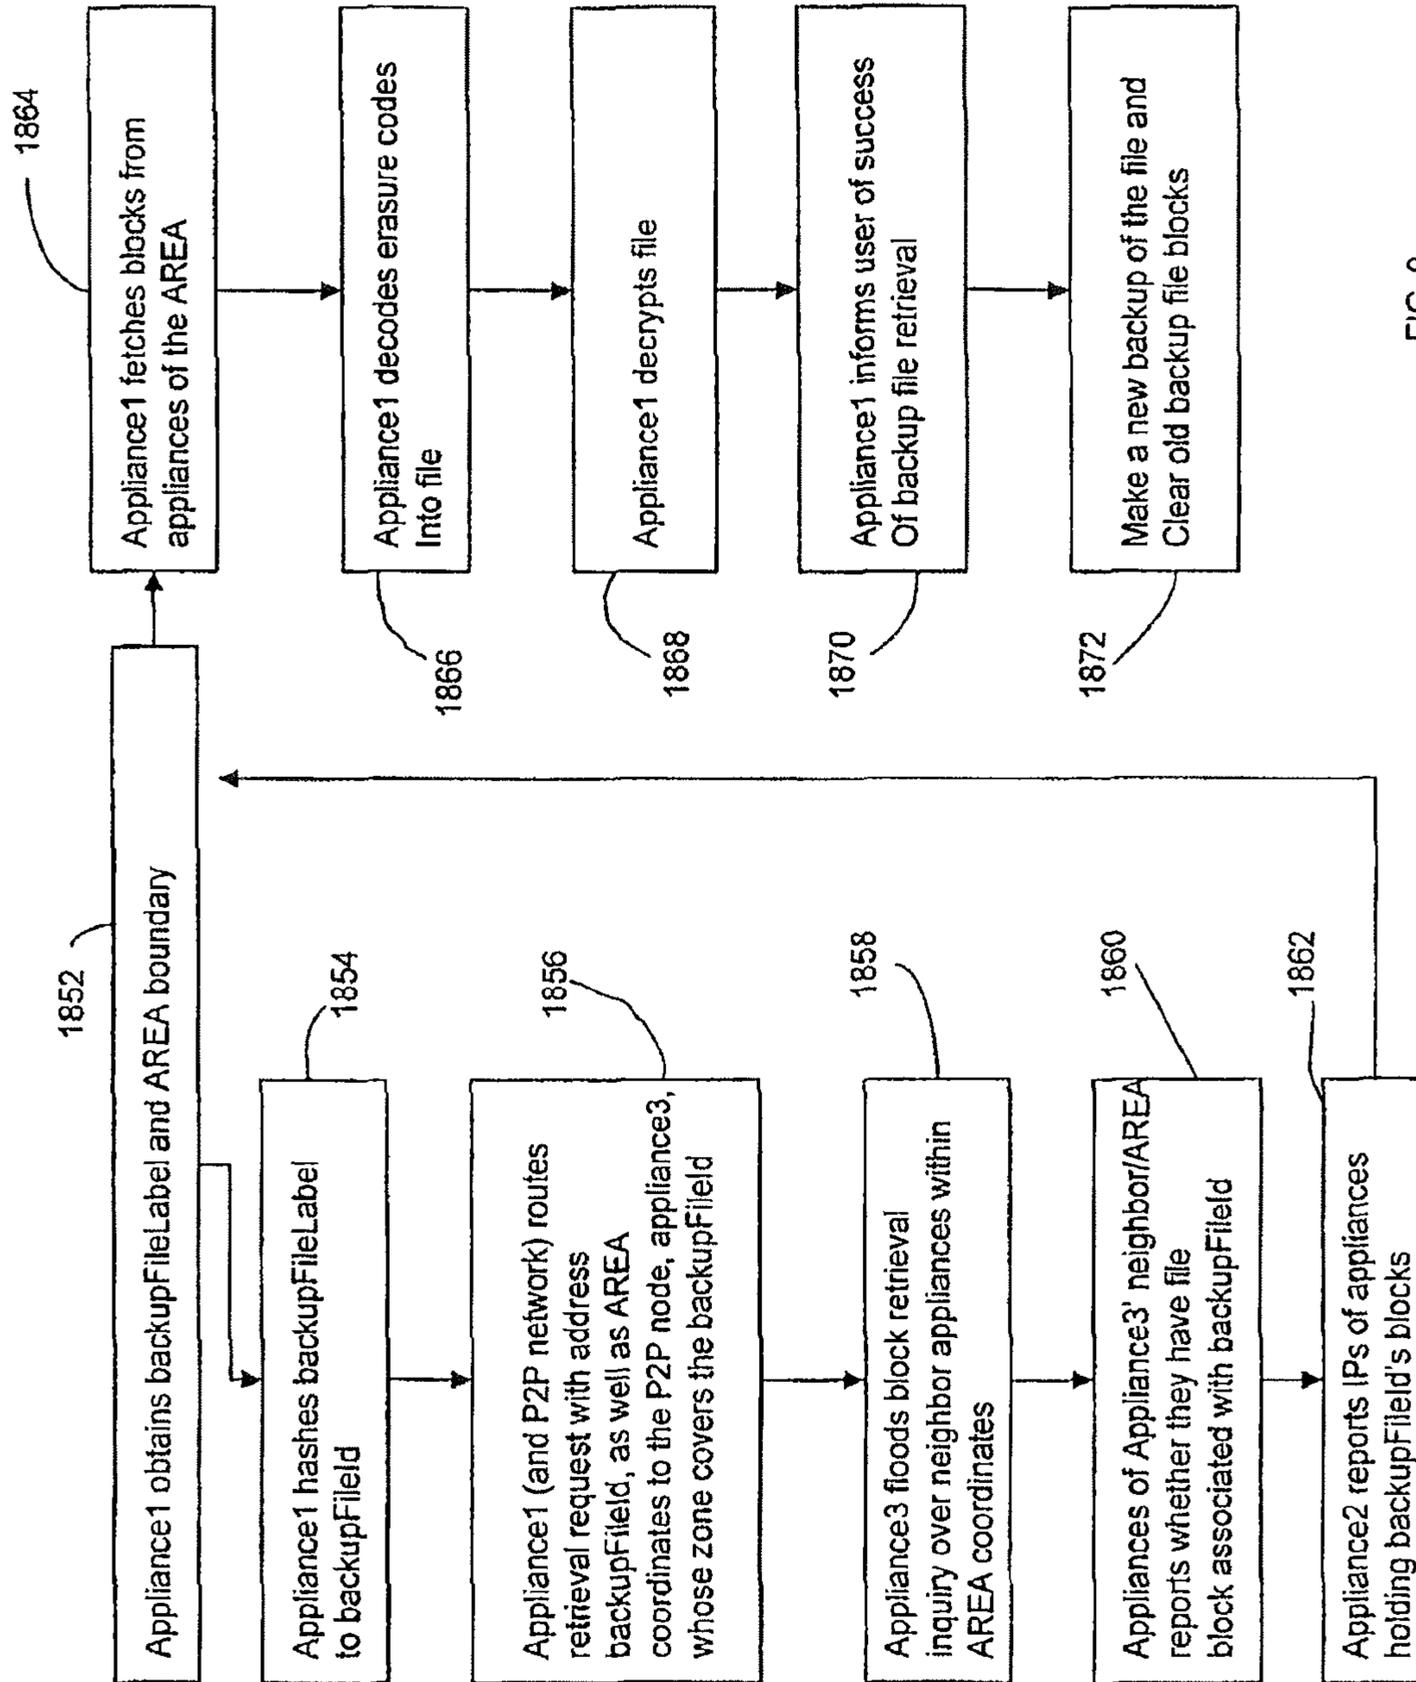 1852
Appliance1 obtains backupFileLabel and AREA boundary
1854
Appliance1 hashes backupFileLabel
to backupFileId
1856
Appliance1 (and P2P network) routes
retrieval request with address
backupFileId, as well as AREA
coordinates to the P2P node, appliance3,
whose zone covers the backupFileId
1858
Appliance3 floods block retrieval
inquiry over neighbor appliances within
AREA coordinates
1860
Appliances of Appliance3' neighbor/AREA
reports whether they have file
block associated with backupFileId
1862
Appliance2 reports IPs of appliances
holding backupFileId's blocks
1864
Appliance1 fetches blocks from
appliances of the AREA
1866
Appliance1 decodes erasure codes
Into file
1868
Appliance1 decrypts file
1870
Appliance1 informs user of success
Of backup file retrieval
1872
Make a new backup of the file and
Clear old backup file blocks